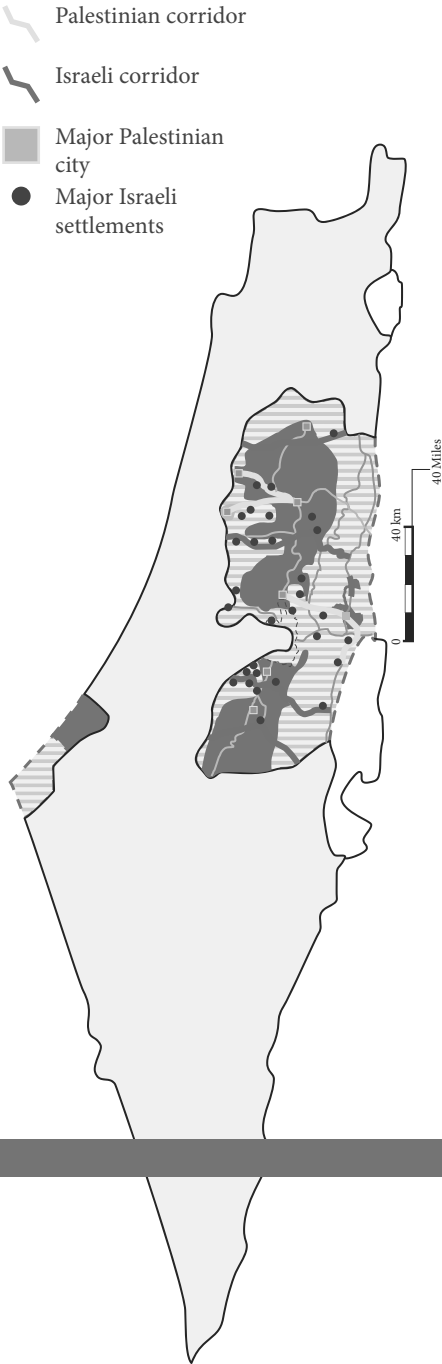 Palestinian corridor
Israeli corridor
Major Palestinian
city
Major Israeli
settlements
0
40 km
40 Miles